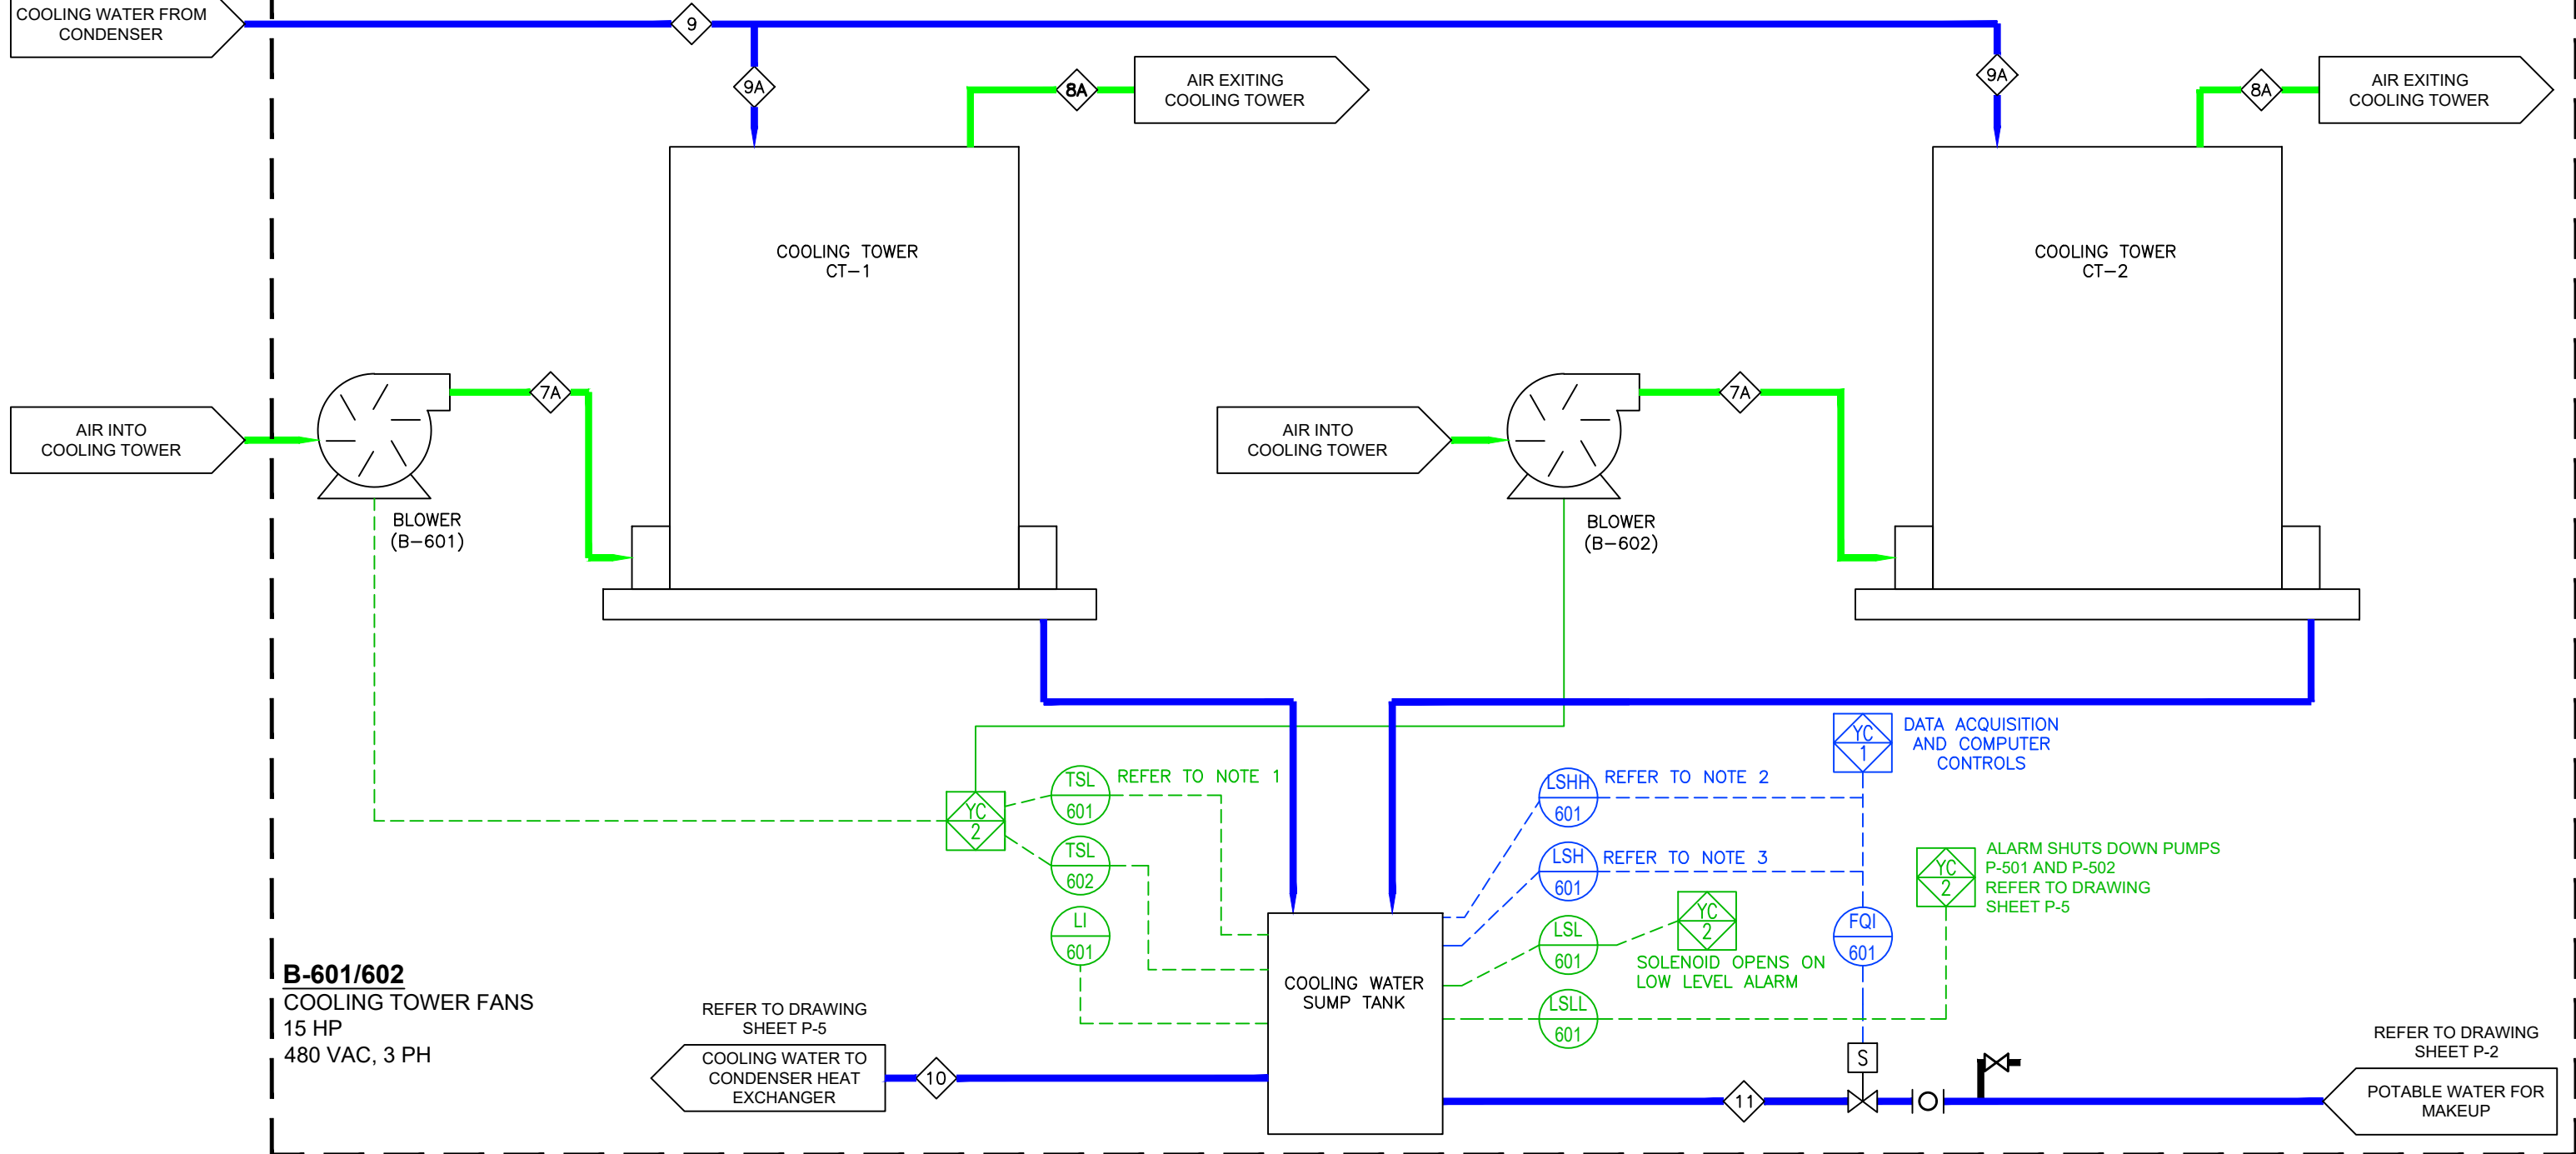 COOLING WATER FROM
CONDENSER
9
9A
8A
AIR EXITING
COOLING TOWER
9A
8A
AIR EXITING
COOLING TOWER
COOLING TOWER
CT-1
COOLING TOWER
CT-2
AIR INTO
COOLING TOWER
7A
BLOWER
(B-601)
AIR INTO
COOLING TOWER
7A
BLOWER
(B-602)
YC
2
TSL
601
REFER TO NOTE 1
TSL
602
LI
601
LSHH
601
REFER TO NOTE 2
LSH
601
REFER TO NOTE 3
LSL
601
YC
2
SOLENOID OPENS ON
LOW LEVEL ALARM
LSLL
601
YC
1
DATA ACQUISITION
AND COMPUTER
CONTROLS
FQI
601
YC
2
ALARM SHUTS DOWN PUMPS
P-501 AND P-502
REFER TO DRAWING
SHEET P-5
COOLING WATER
SUMP TANK
B-601/602
COOLING TOWER FANS
15 HP
480 VAC, 3 PH
REFER TO DRAWING
SHEET P-5
COOLING WATER TO
CONDENSER HEAT
EXCHANGER
10
11
S
REFER TO DRAWING
SHEET P-2
POTABLE WATER FOR
MAKEUP